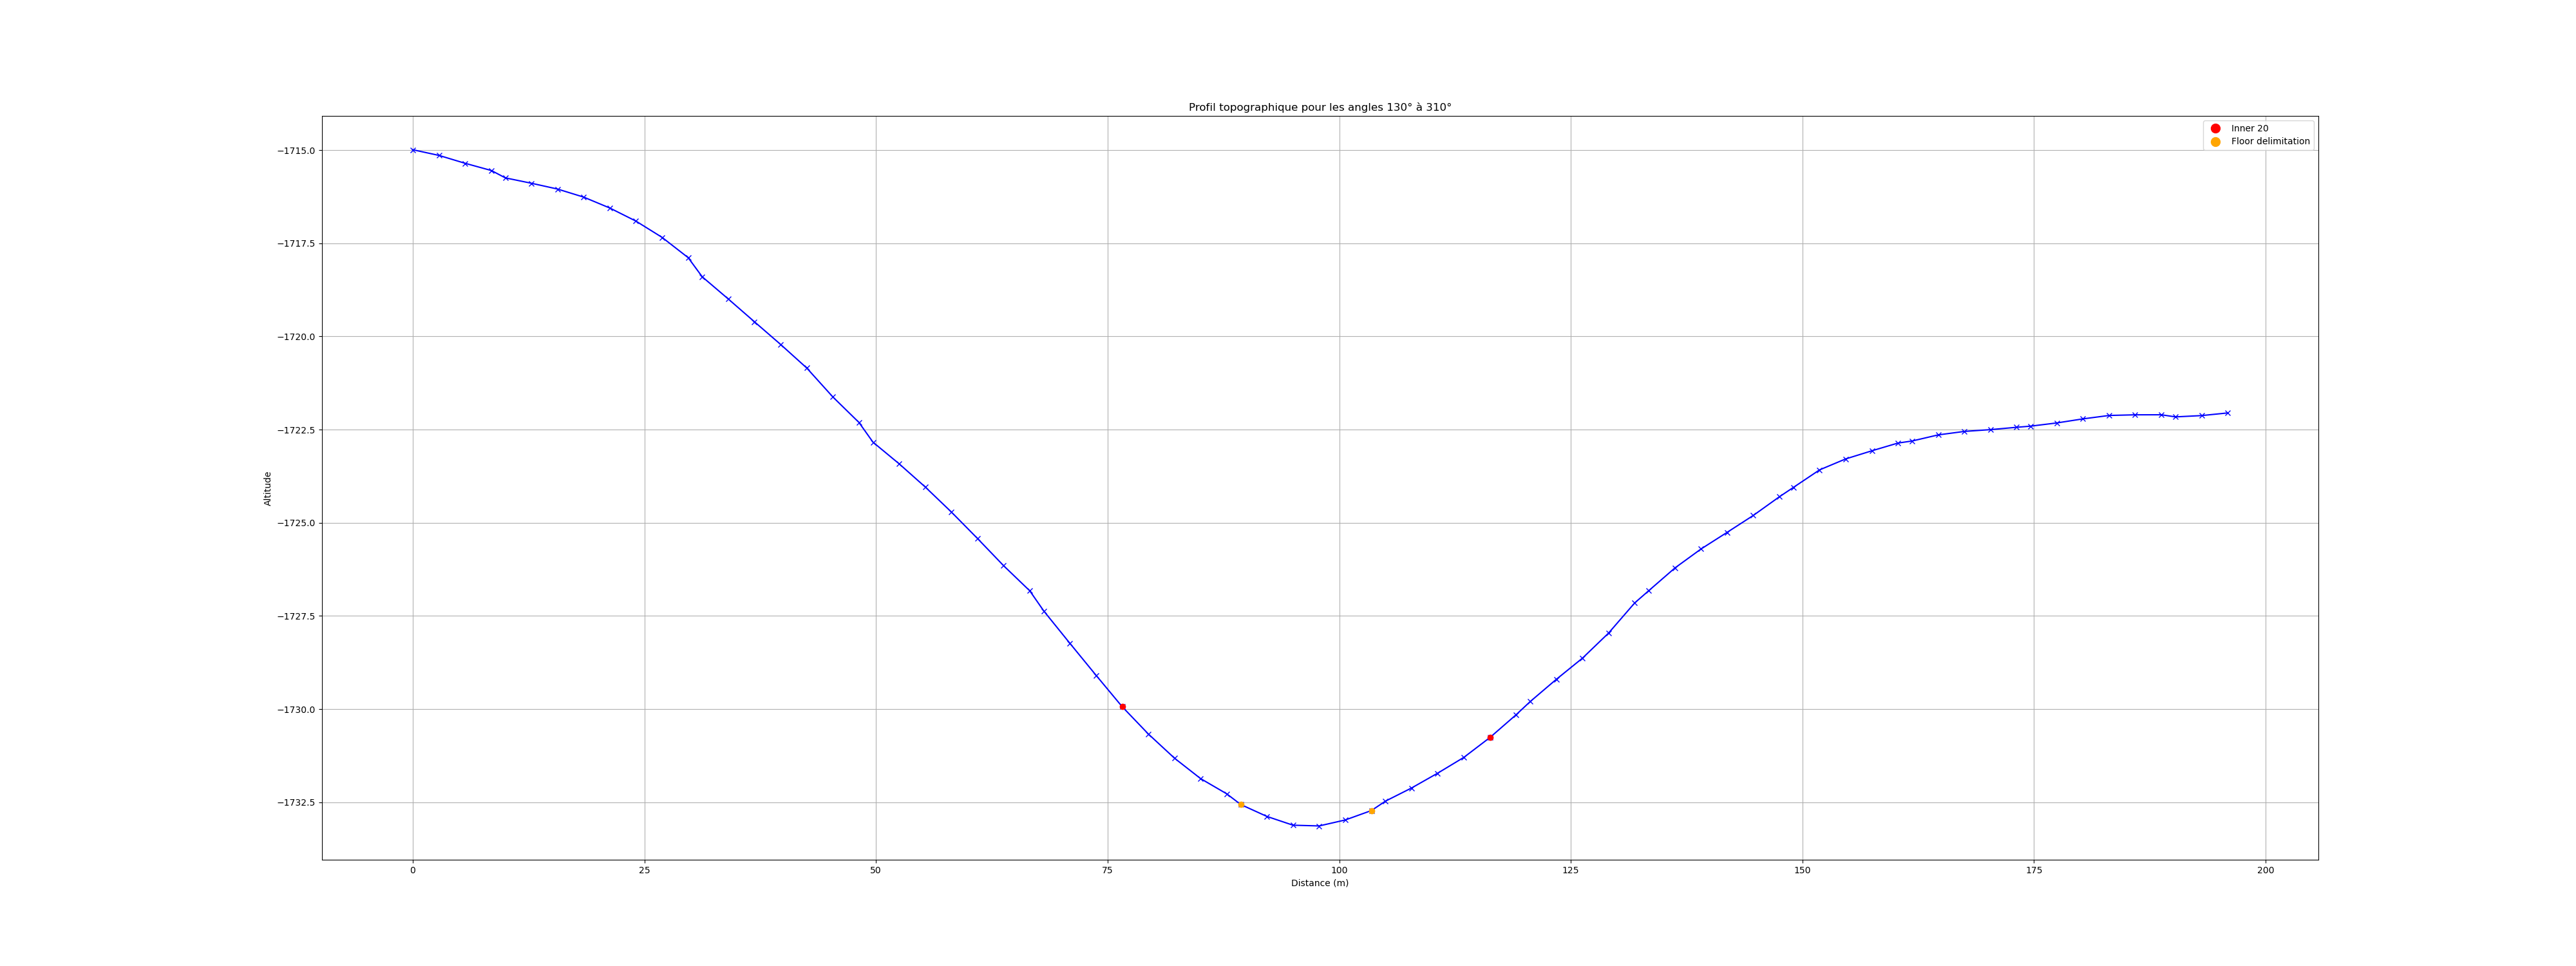 Profil topographique pour les angles 130° à 310°
Inner 20
Floor delimitation
Altitude
−1715.0
−1717.5
−1720.0
−1722.5
−1725.0
−1727.5
−1730.0
−1732.5
0 25 50 75 100 125 150 175 200
Distance (m)